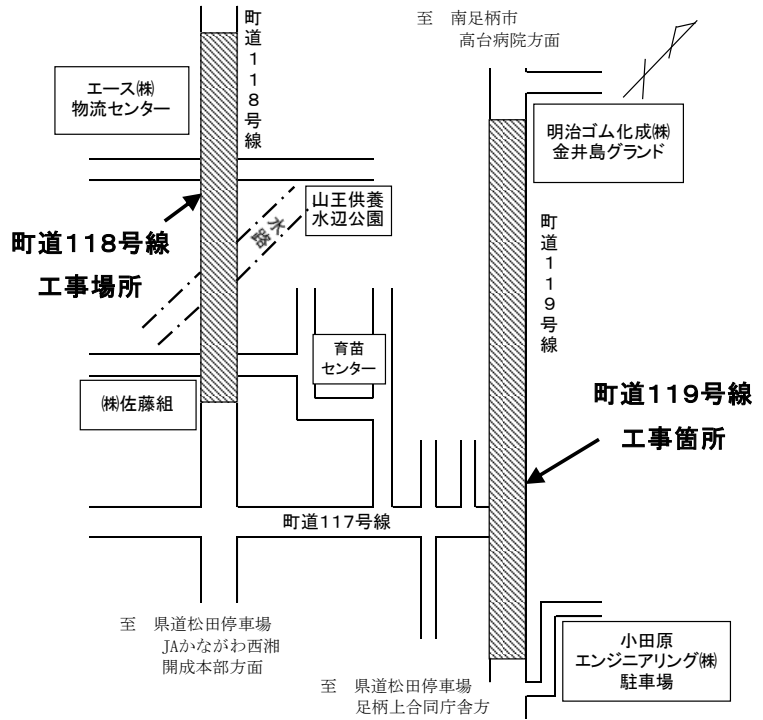 町道118号線
エース㈱
物流センター
至　南足柄市
高台病院方面
明治ゴム化成㈱
金井島グランド
山王供養
水辺公園
水路
町道118号線
工事場所
町道119号線
育苗
センター
㈱佐藤組
町道119号線
工事箇所
町道117号線
至　県道松田停車場
JAかながわ西湘
開成本部方面
至　県道松田停車場
足柄上合同庁舎方
小田原
エンジニアリング㈱
駐車場